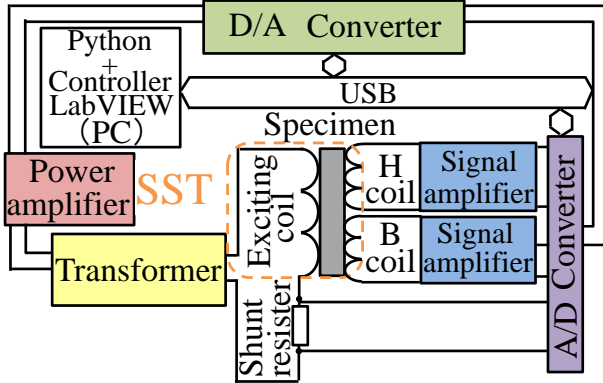 D/A Converter
Python
+
Controller
LabVIEW
（PC）
USB
Specimen
Power
amplifier
SST
Exciting
coil
H
coil
Signal
amplifier
B
coil
Signal
amplifier
A/D Converter
Transformer
Shunt
resister